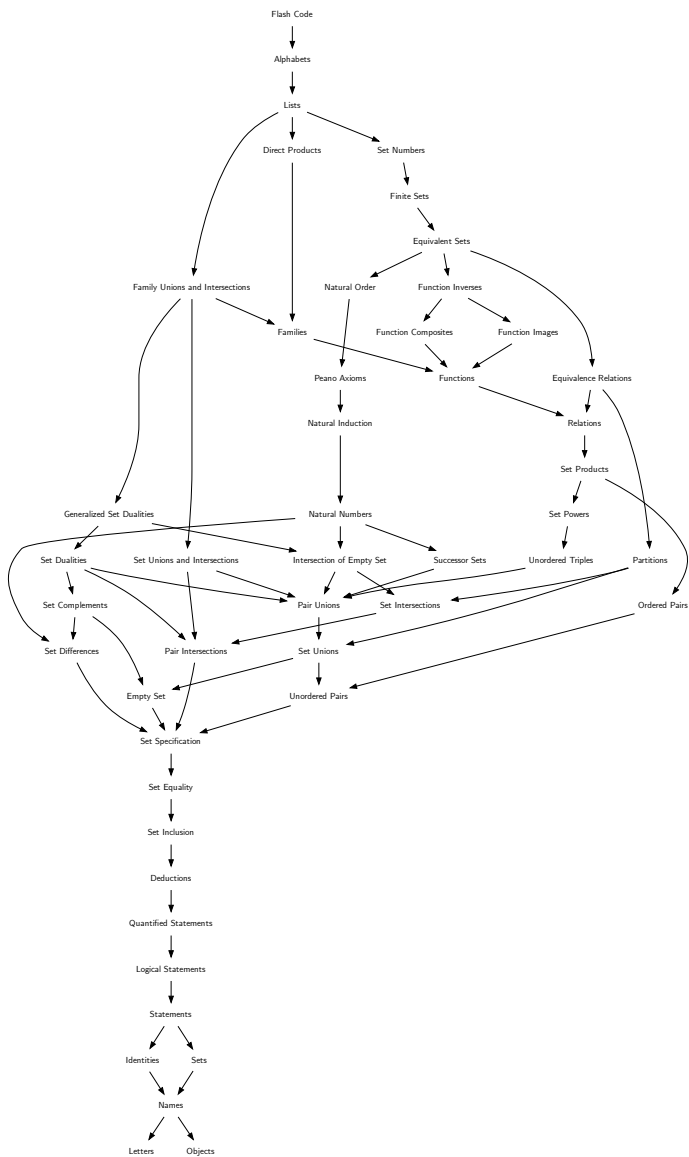 Flash Code
Alphabets
Lists
Direct Products
Set Numbers
Finite Sets
Equivalent Sets
Family Unions and Intersections
Natural Order
Function Inverses
Families
Function Composites
Function Images
Peano Axioms
Functions
Equivalence Relations
Natural Induction
Relations
Set Products
Generalized Set Dualities
Natural Numbers
Set Powers
Set Dualities
Set Unions and Intersections
Intersection of Empty Set
Successor Sets
Unordered Triples
Partitions
Set Complements
Pair Unions
Set Intersections
Ordered Pairs
Set Differences
Pair Intersections
Set Unions
Empty Set
Unordered Pairs
Set Specification
Set Equality
Set Inclusion
Deductions
Quantified Statements
Logical Statements
Statements
Identities
Sets
Names
Letters
Objects